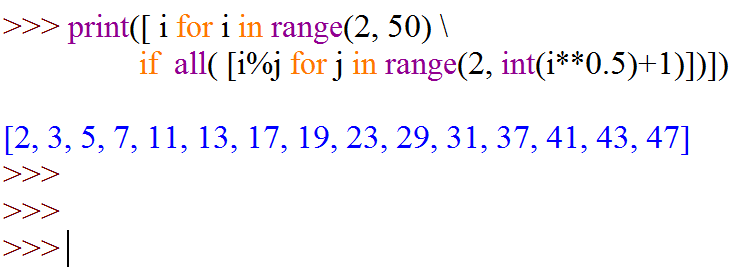 >>> print([ i for i in range(2, 50) \
if all( [i%j for j in range(2, int(i**0.5)+1)])])
[2, 3, 5, 7, 11, 13, 17, 19, 23, 29, 31, 37, 41, 43, 47]
>>>
>>>
>>>